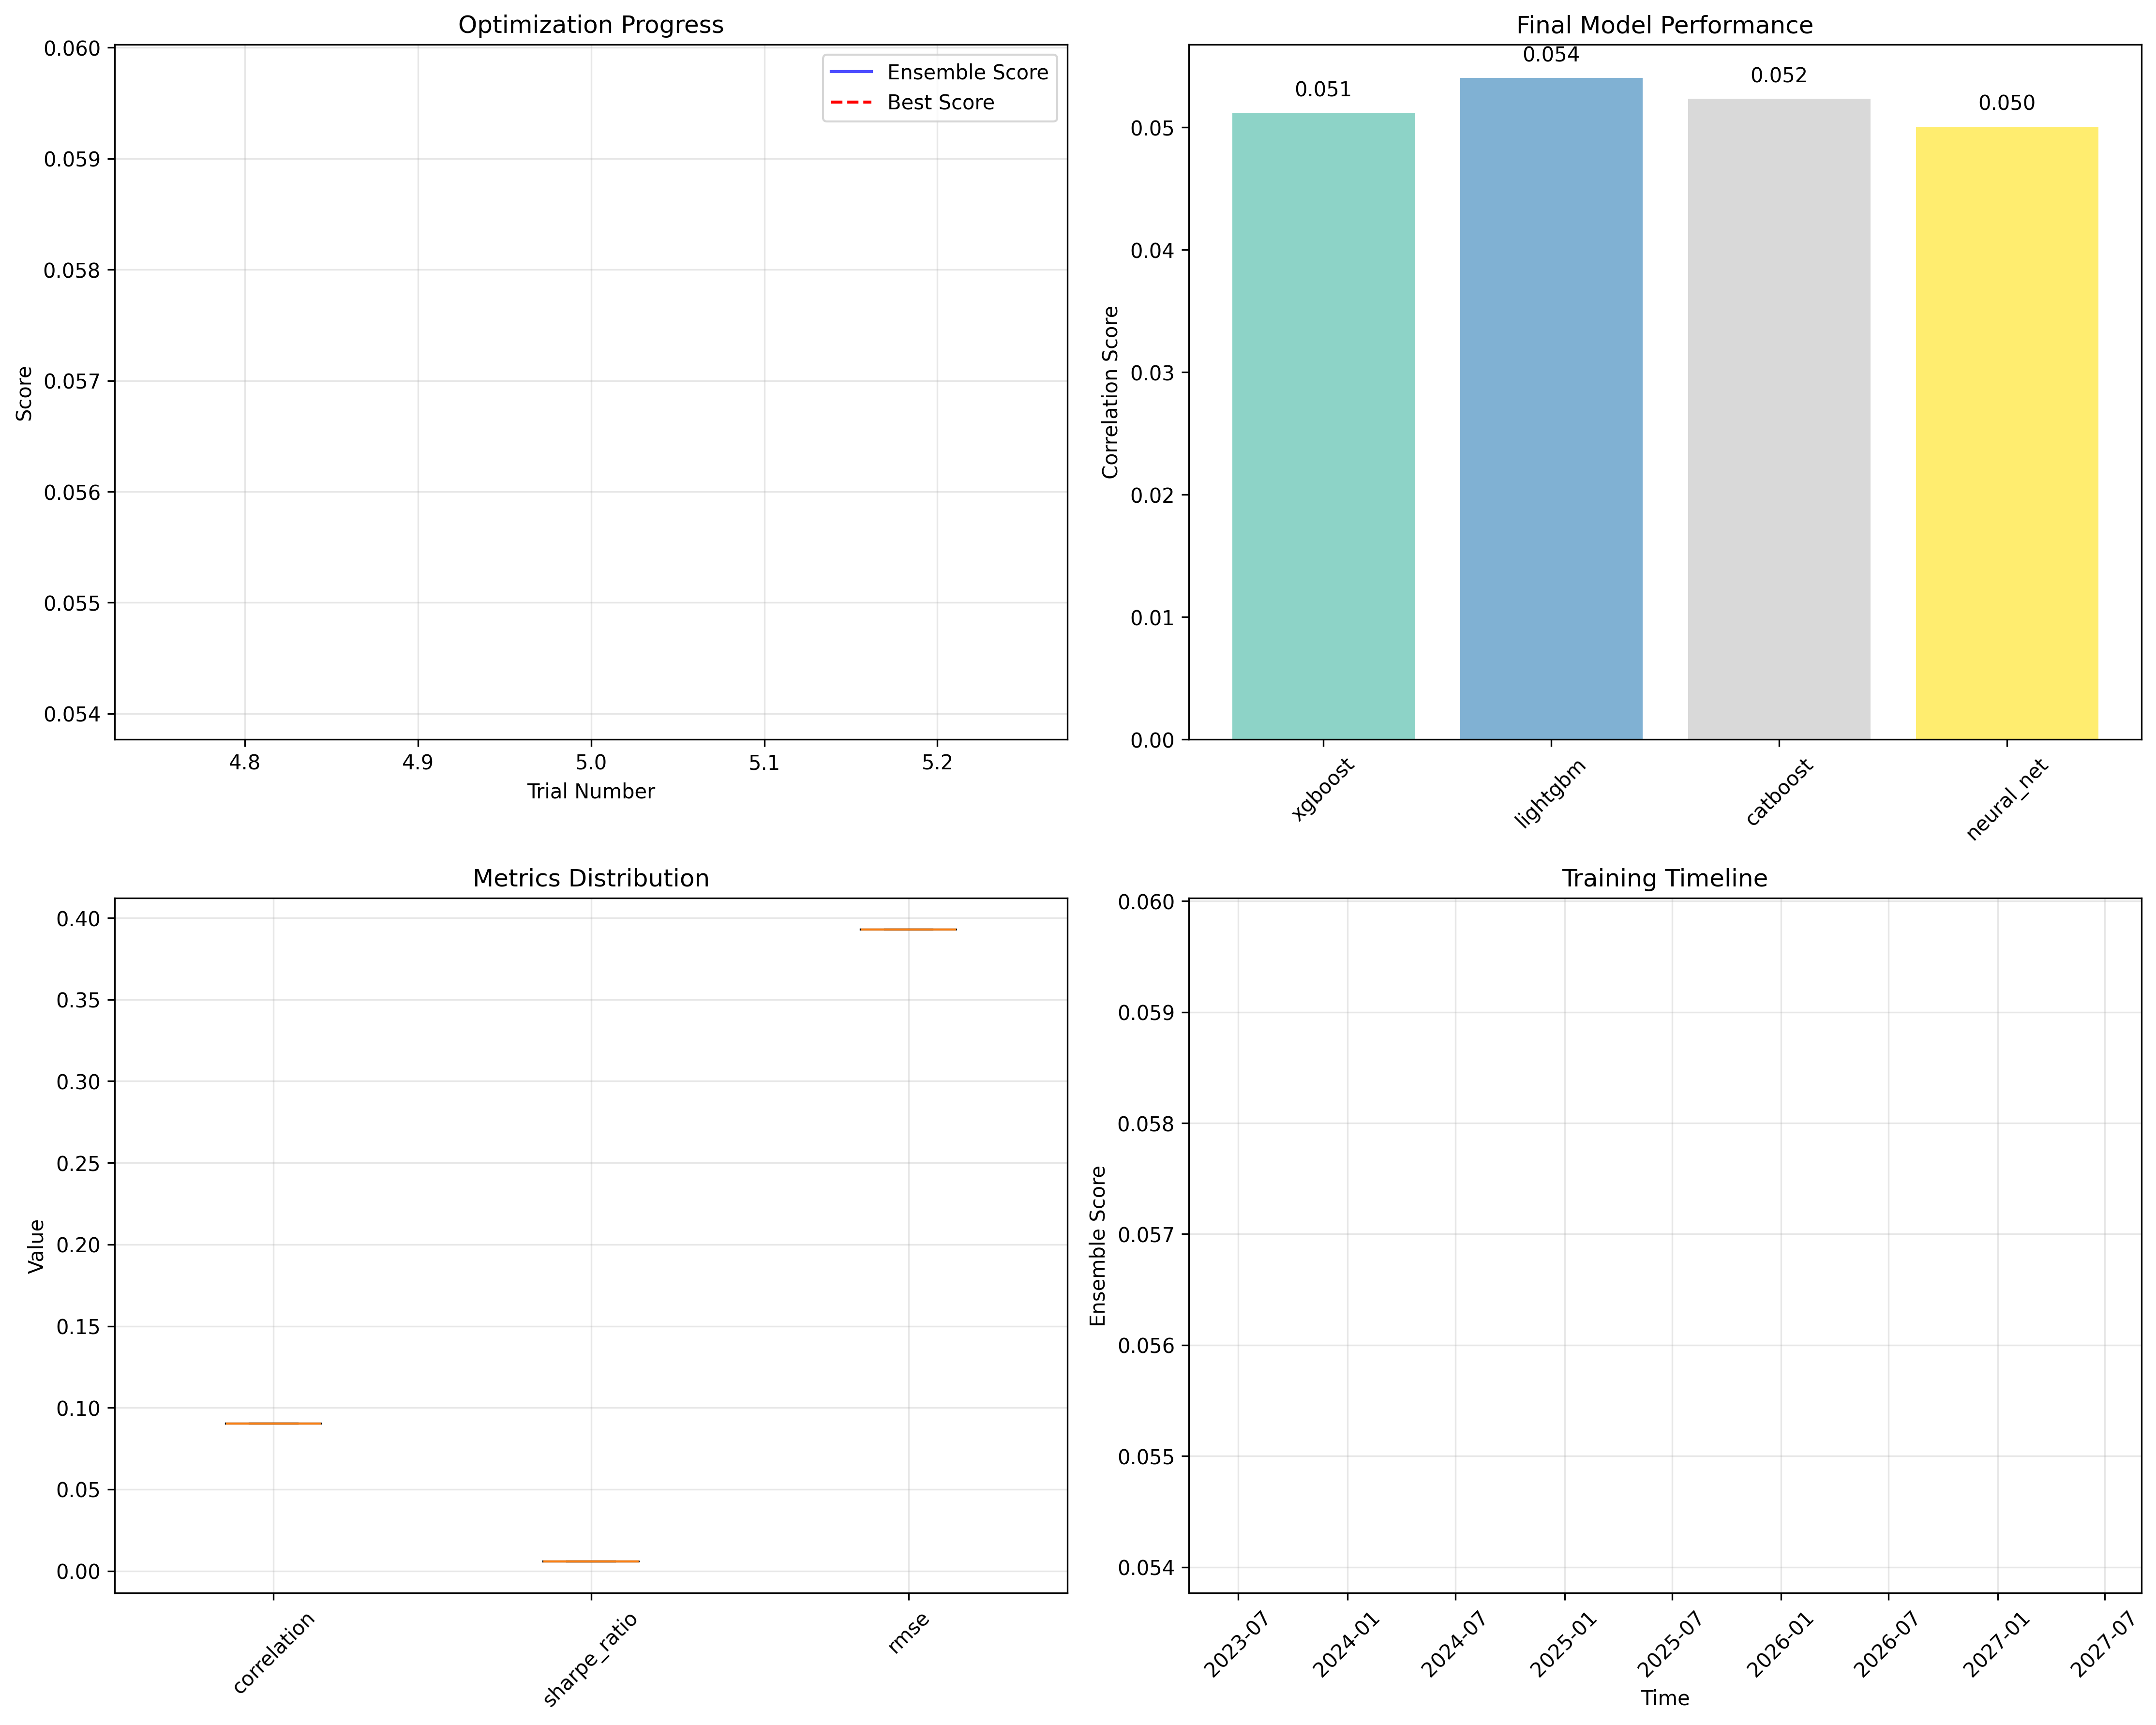 Optimization Progress
0.060
0.059
0.058
0.057
0.056
0.055
0.054
Score
Ensemble Score
Best Score
4.8 4.9 5.0 5.1 5.2
Trial Number
Final Model Performance
0.05
0.04
0.03
0.02
0.01
0.00
Correlation Score
0.051
0.054
0.052
0.050
xgboost
lightgbm
catboost
neural_net
Metrics Distribution
0.40
0.35
0.30
0.25
0.20
0.15
0.10
0.05
0.00
Value
correlation
sharpe_ratio
rmse
Training Timeline
0.060
0.059
0.058
0.057
0.056
0.055
0.054
Ensemble Score
2023-07
2024-01
2024-07
2025-01
2025-07
2026-01
2026-07
2027-01
2027-07
Time